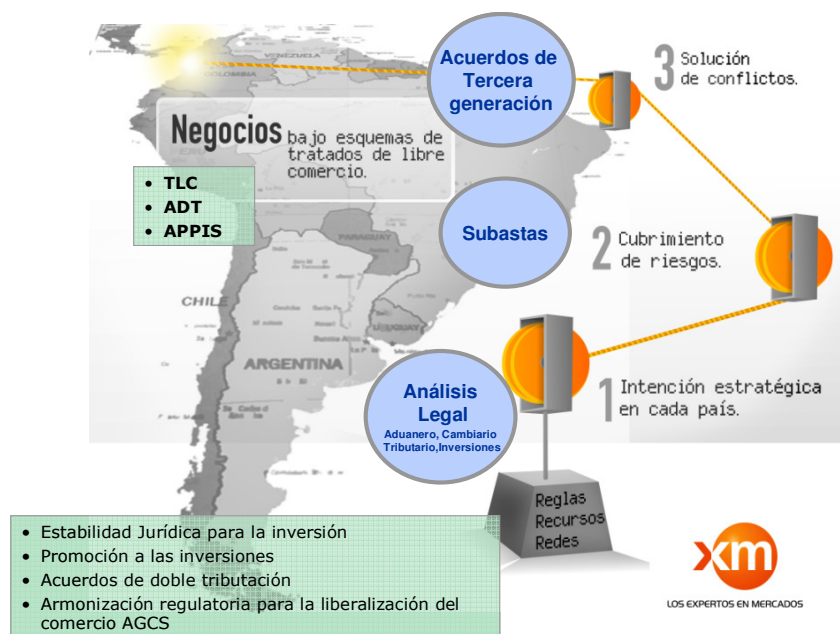 Acuerdos de
Tercera
generación
3 Solución
de conflictos.
VENEZUELA
COLOMBIA
Negocios bajo esquemas de
tratados de libre
comercio.
• TLC
• ADT
• APPIS
Subastas
2 Cubrimiento
de riesgos.
PARAGUAY
CHILE
URUGUAY
ARGENTINA
Análisis
Legal
Aduanero, Cambiario
Tributario,Inversiones
1 Intención estratégica
en cada país.
Reglas
Recursos
Redes
• Estabilidad Jurídica para la inversión
• Promoción a las inversiones
• Acuerdos de doble tributación
• Armonización regulatoria para la liberalización del
comercio AGCS
xm
LOS EXPERTOS EN MERCADOS